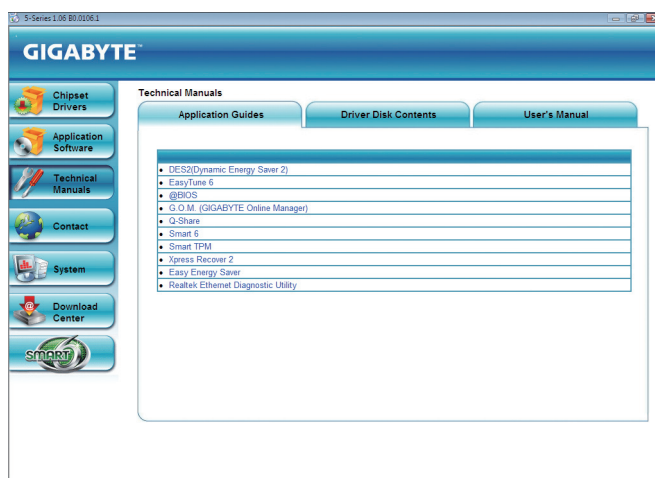 5-Series 1.06 B0.0106.1
GIGABYTE™
Chipset
Drivers
Application
Software
Technical
Manuals
Contact
System
Download
Center
SMART6
Technical Manuals
Application Guides
Driver Disk Contents
User's Manual
• DES2(Dynamic Energy Saver 2)
• EasyTune 6
• @BIOS
• G.O.M. (GIGABYTE Online Manager)
• Q-Share
• Smart 6
• Smart TPM
• Xpress Recover 2
• Easy Energy Saver
• Realtek Ethernet Diagnostic Utility